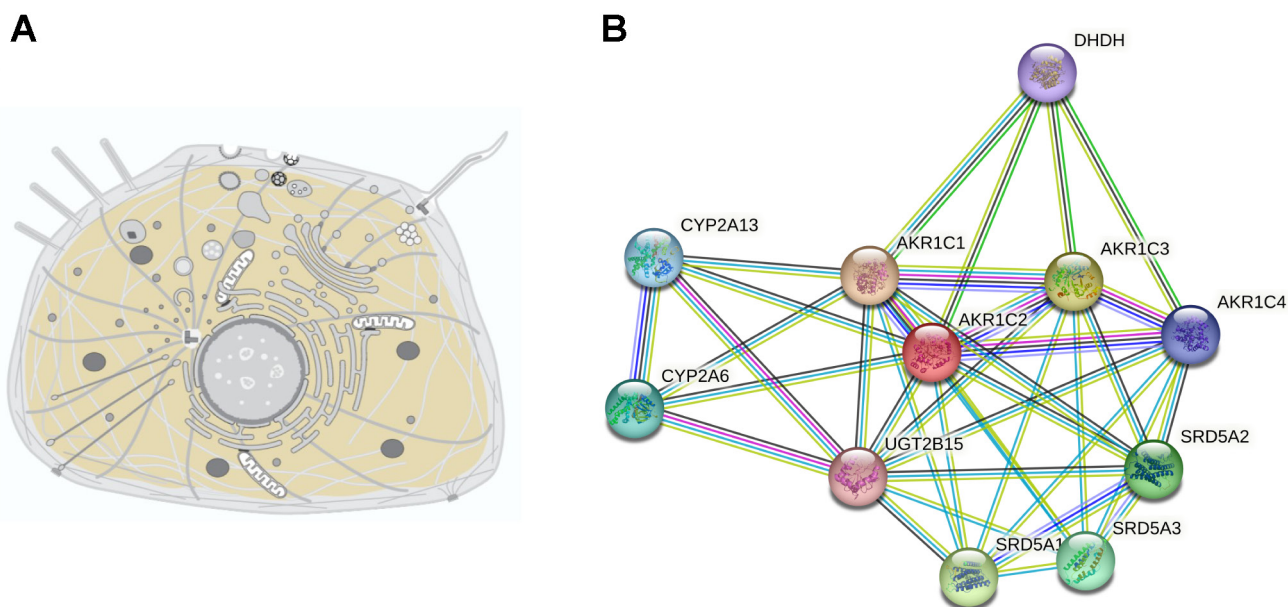 A
B
DHDH
CYP2A13
AKR1C1
AKR1C3
AKR1C4
AKR1C2
CYP2A6
UGT2B15
SRD5A2
SRD5A3
SRD5A1